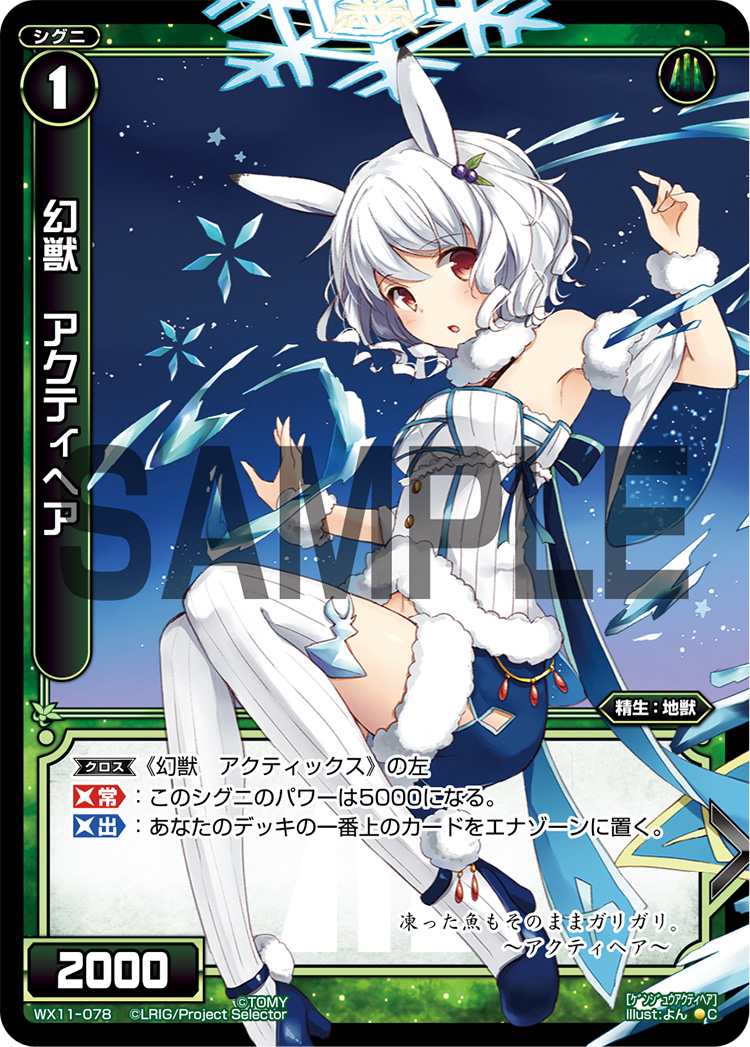 シグニ
1
幻獣 アクティヘア
SAMPLE
精生：地獣
クロス 《幻獣 アクティックス》の左
常：このシグニのパワーは5000になる。
出：あなたのデッキの一番上のカードをエナゾーンに置く。
凍った魚もそのままガリガリ。
～アクティヘア～
2000
WX11-078 ©TOMY
©LRIG/Project Selector
[ｹﾞﾝｼﾞｭｳアクティヘア]
Illust:よん C